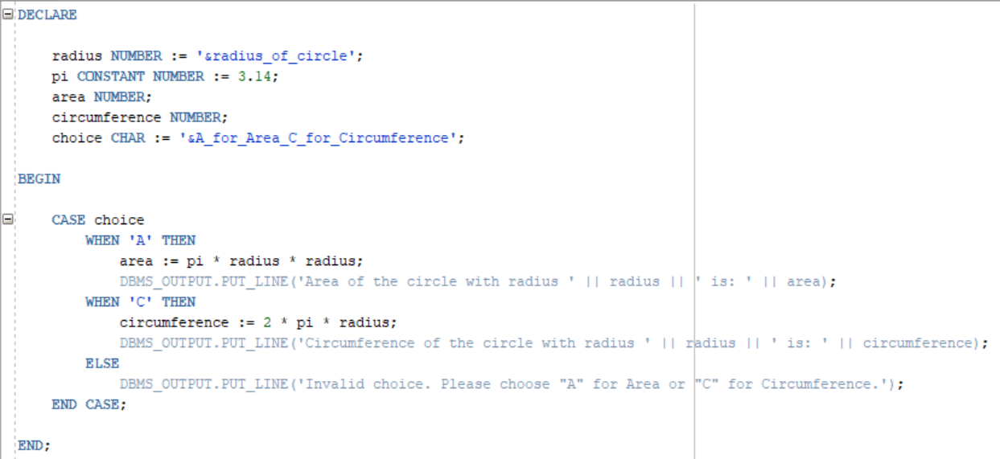 DECLARE
radius NUMBER := '&radius_of_circle';
pi CONSTANT NUMBER := 3.14;
area NUMBER;
circumference NUMBER;
choice CHAR := '&A_for_Area_C_for_Circumference';
BEGIN
CASE choice
WHEN 'A' THEN
area := pi * radius * radius;
DBMS_OUTPUT.PUT_LINE('Area of the circle with radius ' || radius || ' is: ' || area);
WHEN 'C' THEN
circumference := 2 * pi * radius;
DBMS_OUTPUT.PUT_LINE('Circumference of the circle with radius ' || radius || ' is: ' || circumference);
ELSE
DBMS_OUTPUT.PUT_LINE('Invalid choice. Please choose "A" for Area or "C" for Circumference.');
END CASE;
END;